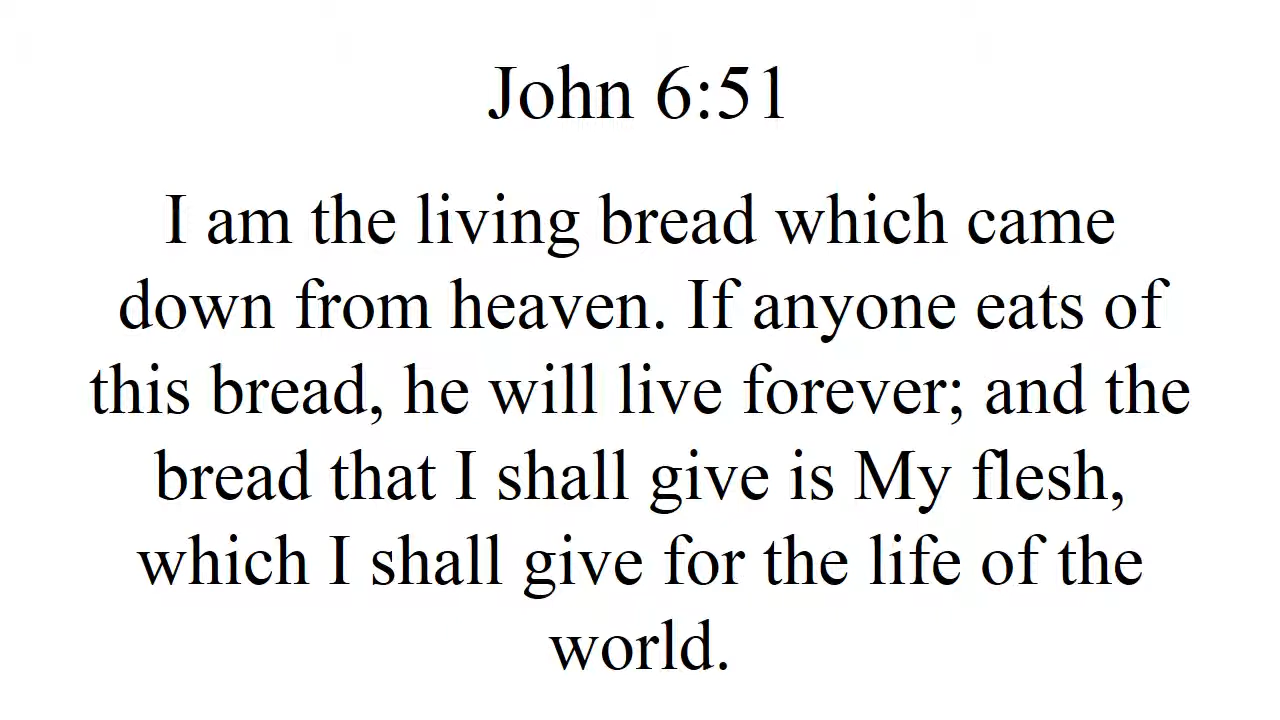 John 6:51
I am the living bread which came
down from heaven. If anyone eats of
this bread, he will live forever; and the
bread that I shall give is My flesh,
which I shall give for the life of the
world.